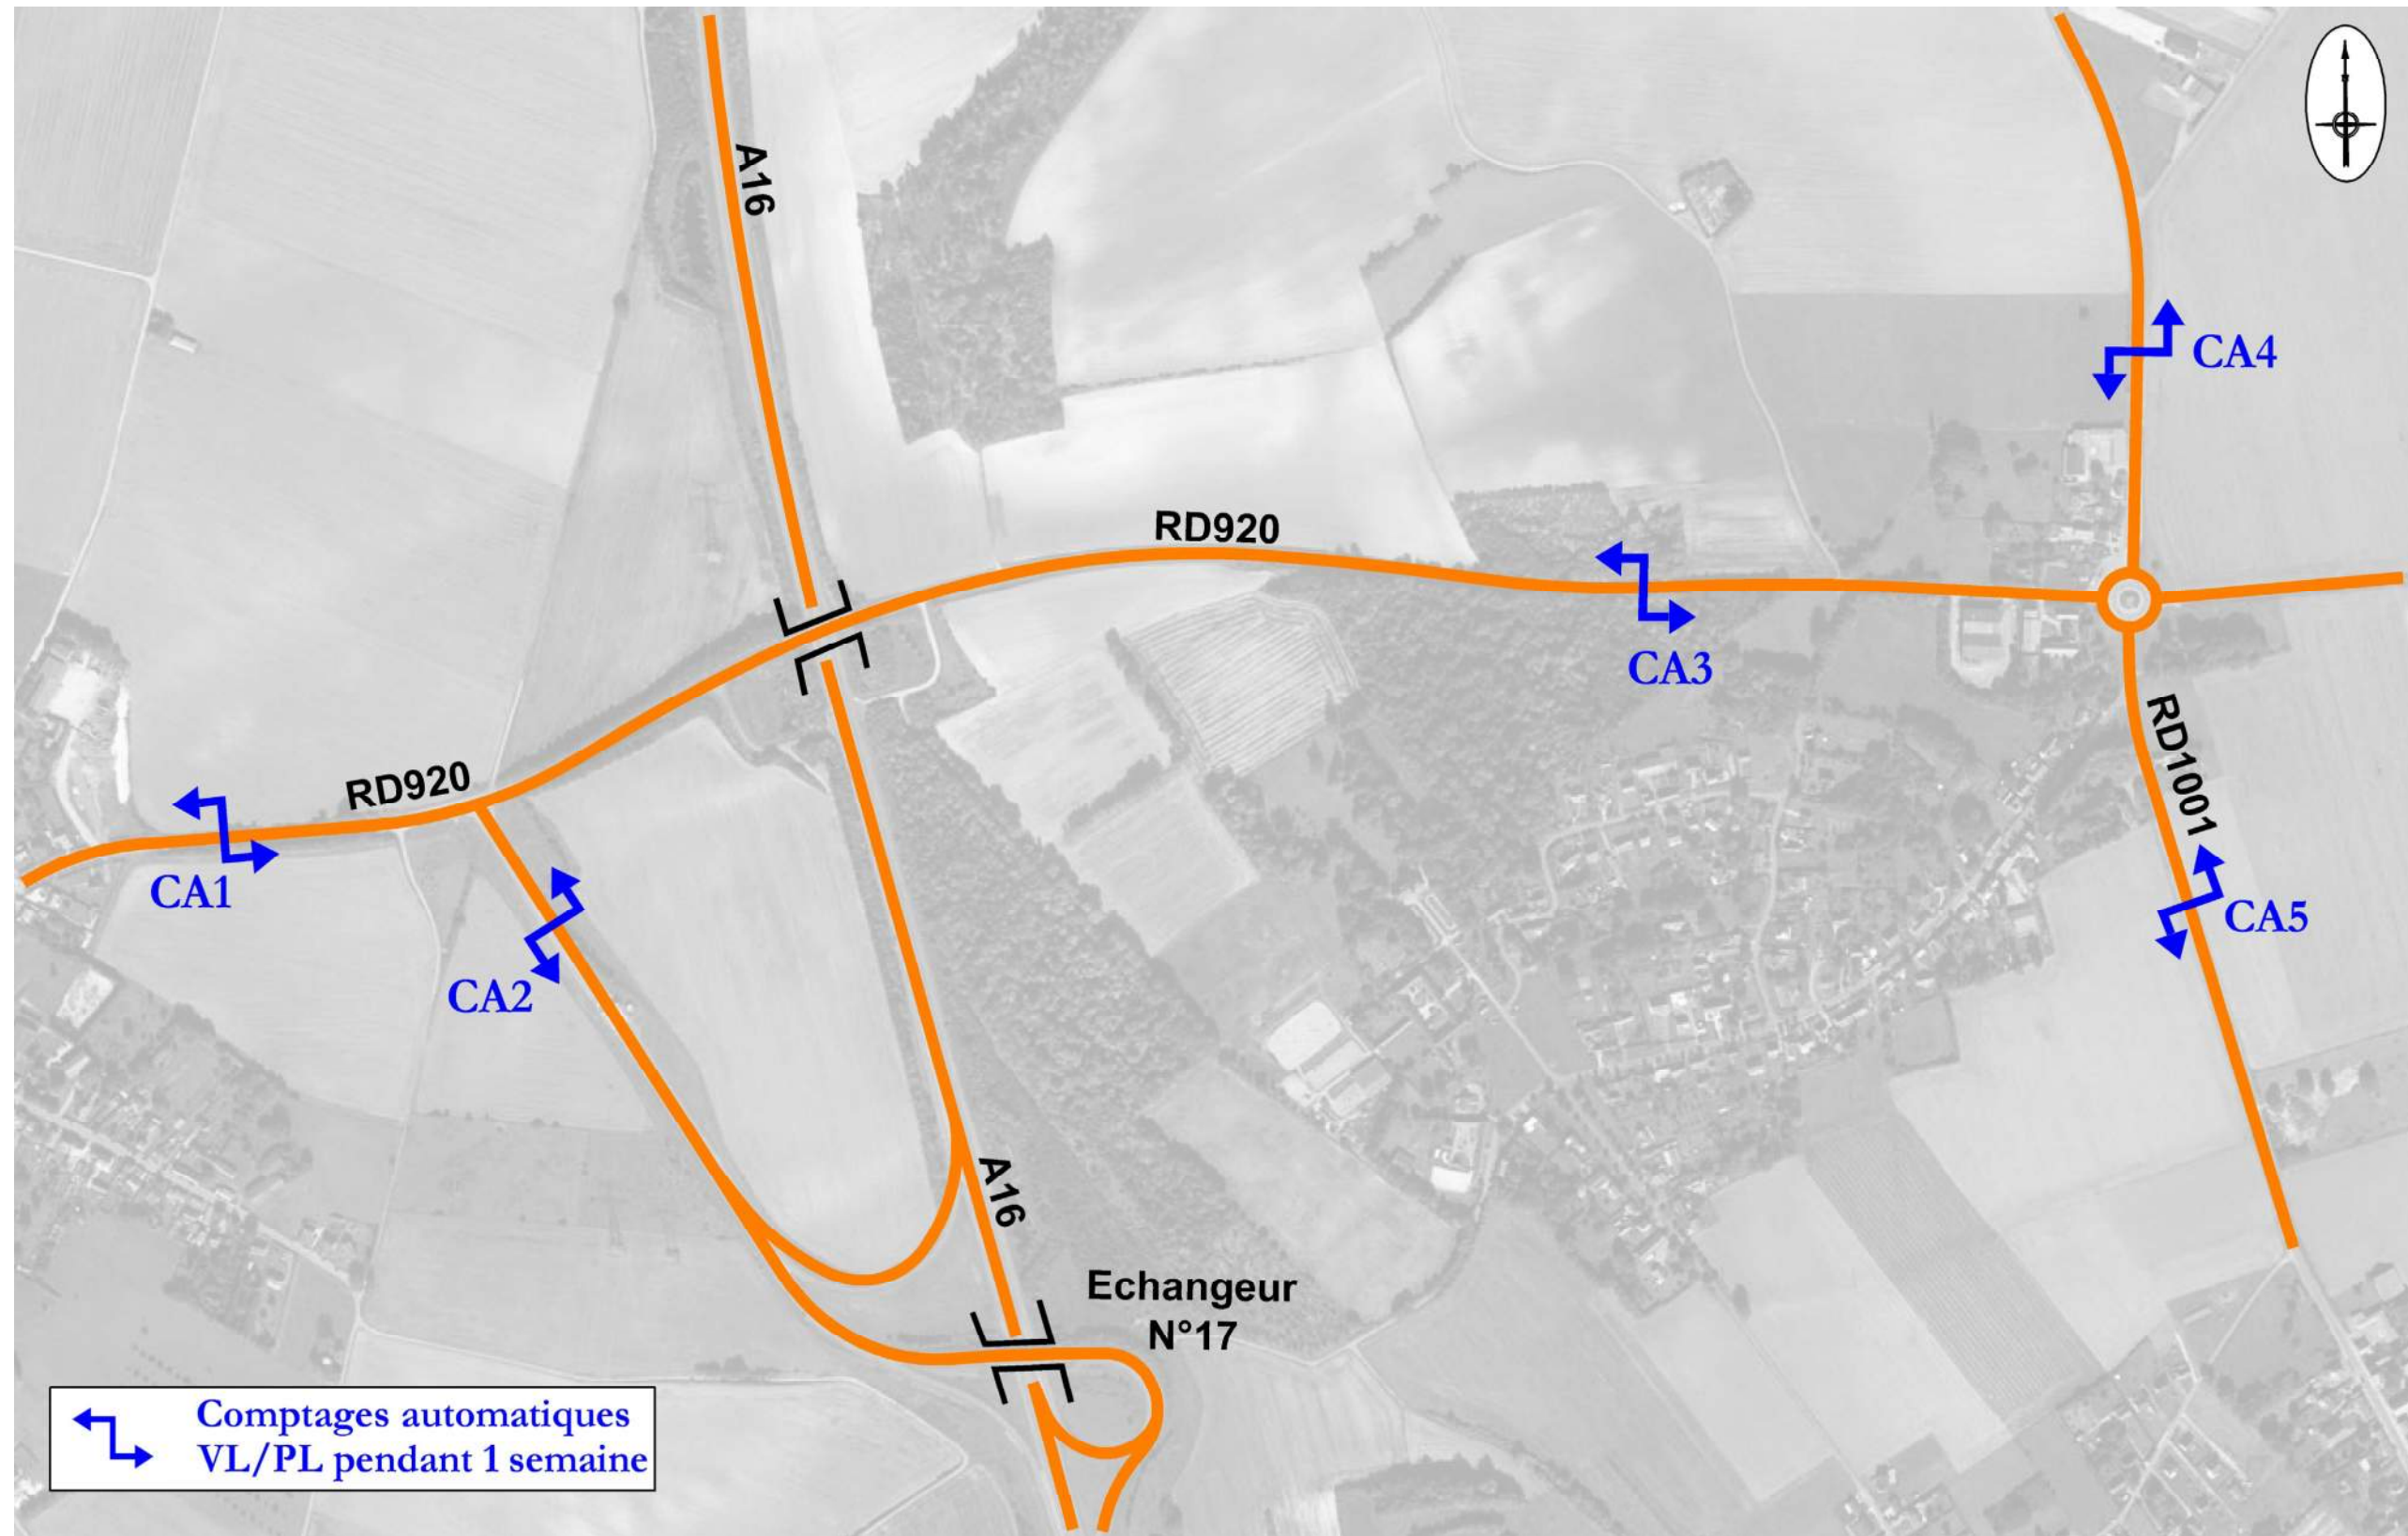 A16
CA4
RD920
CA3
RD1001
RD920
CA1
CA5
CA2
A16
Echangeur
N°17
Comptages automatiques
VL/PL pendant 1 semaine